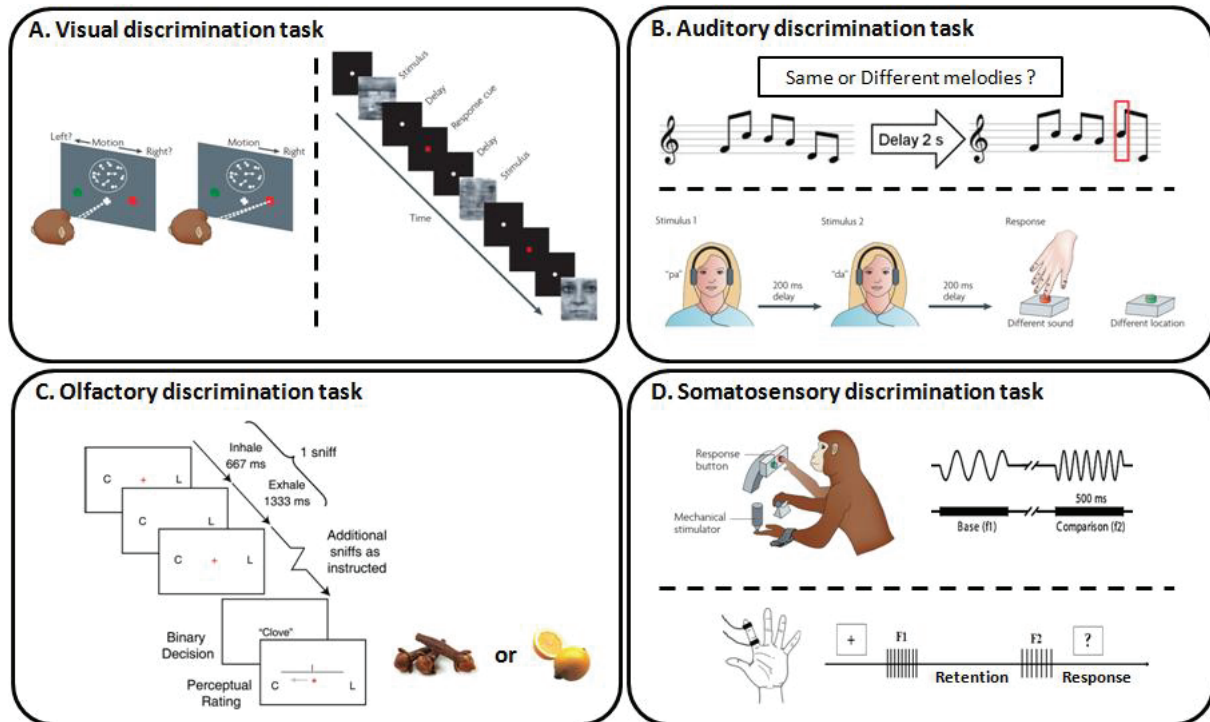 A. Visual discrimination task
Left?
Motion
Right?
Motion
Right
Stimulus
Delay
Response cue
Delay
Stimulus
Time
B. Auditory discrimination task
Same or Different melodies ?
Delay 2 s
Stimulus 1
Stimulus 2
Response
"pa"
200 ms
delay
"da"
200 ms
delay
Different sound
Different location
C. Olfactory discrimination task
Inhale
667 ms
1 sniff
Exhale
1333 ms
C + L
C + L
C + L
Additional
sniffs as
instructed
Binary
Decision
"Clove"
Perceptual
Rating
C + L
or
D. Somatosensory discrimination task
Response
button
Mechanical
stimulator
500 ms
Base (f1)
Comparison (f2)
+
F1
F2
?
Retention
Response